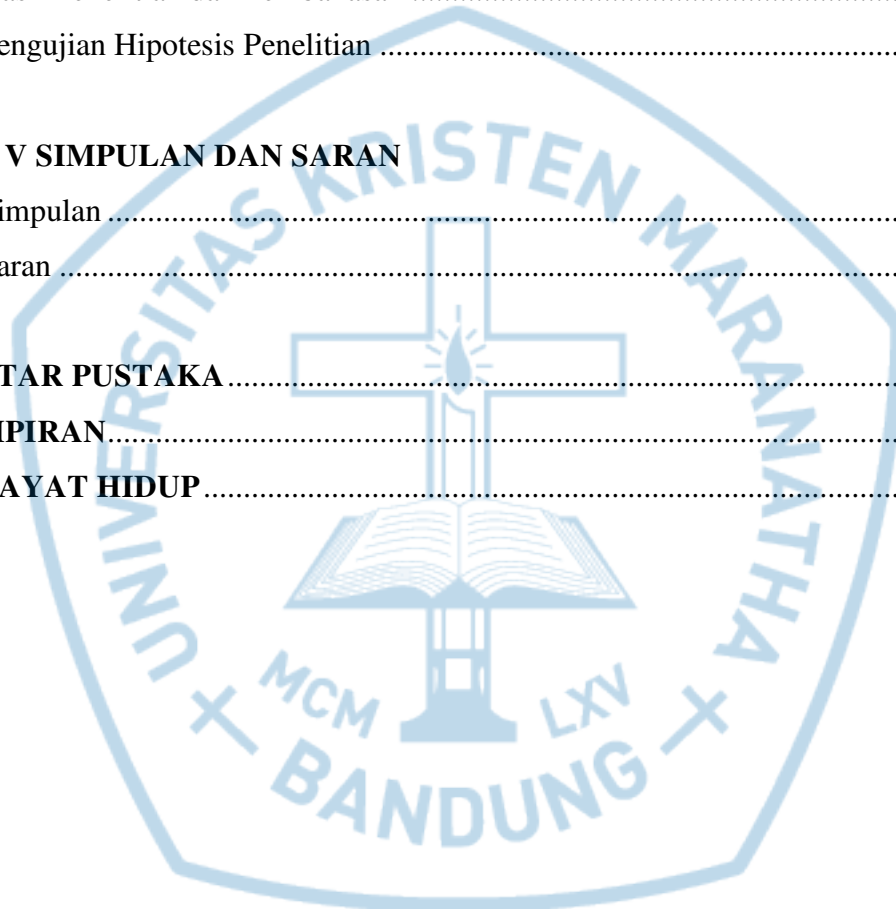 engujian Hipotesis Penelitian ........................................................
V SIMPULAN DAN SARAN
impulan ........................................................................................
aran ..............................................................................................
TAR PUSTAKA ...........................................................................
IPIRAN ........................................................................................
AYAT HIDUP ..............................................................................
UNIVERSITAS KRISTEN MARANATHA
MCM LXV
BANDUNG